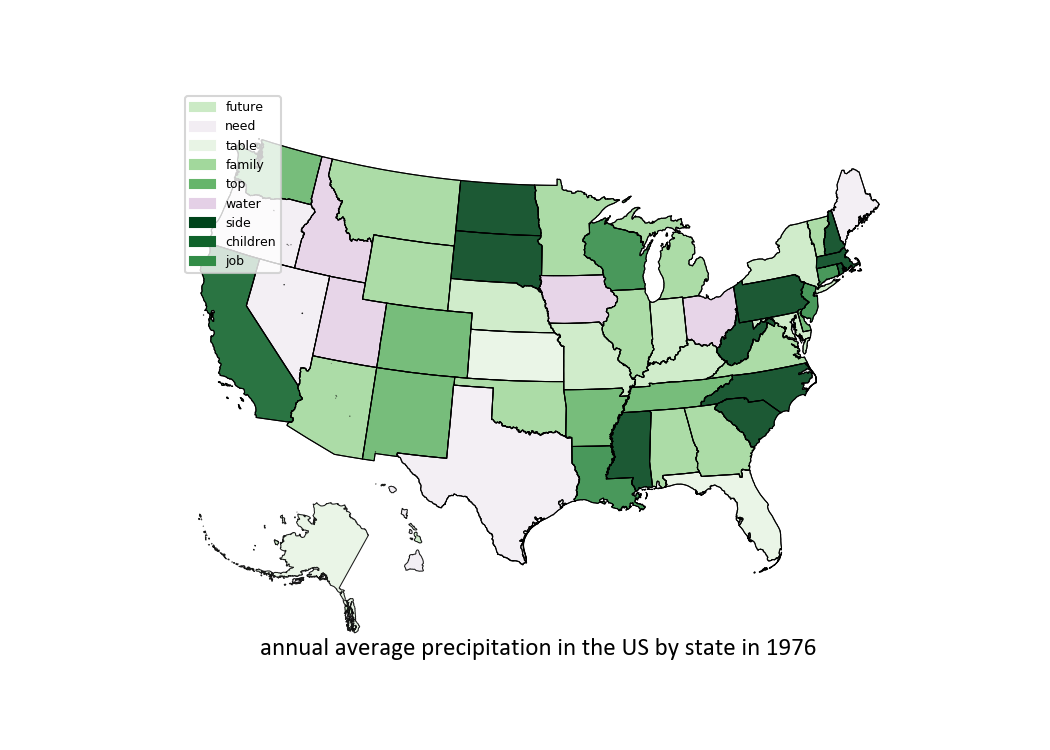 future
need
table
family
top
water
side
children
job
annual average precipitation in the US by state in 1976